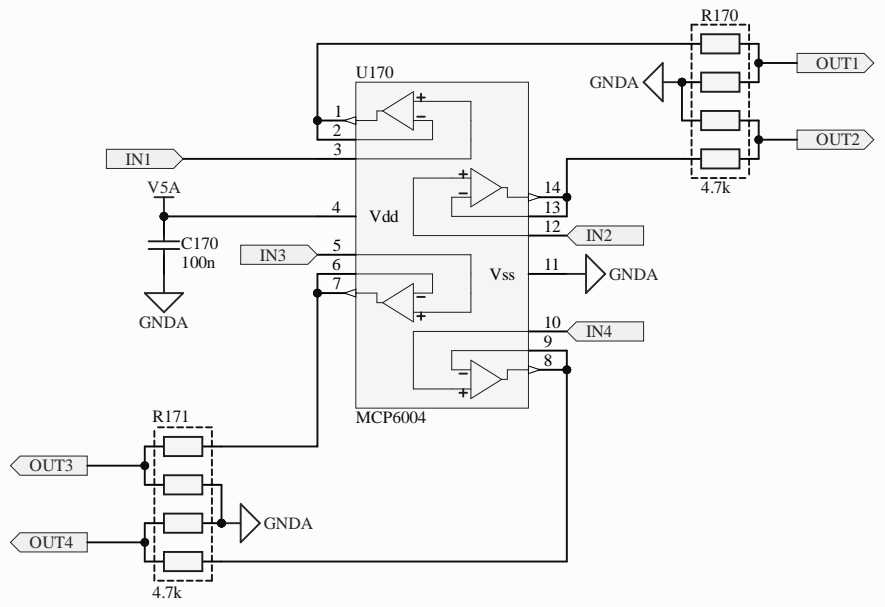 R170
OUT1
GNDA
OUT2
4.7k
U170
1
2
3
IN1
+
−
V5A
4
Vdd
+
−
14
13
12
IN2
C170
100n
GNDA
IN3
5
6
7
−
+
Vss
11
GNDA
10
9
8
IN4
−
+
MCP6004
R171
OUT3
GNDA
OUT4
4.7k